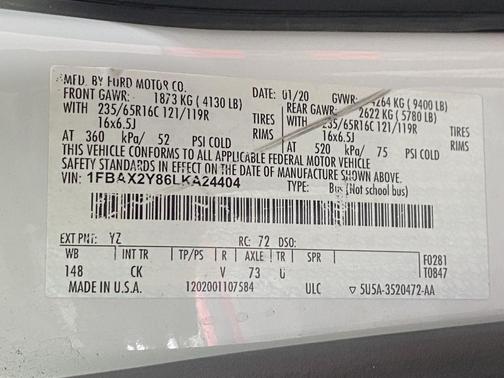 MFD. BY FORD MOTOR CO.
DATE: 01/20 GVWR: 4264 KG ( 9400 LB)
FRONT GAWR: 1873 KG ( 4130 LB) REAR GAWR: 2622 KG ( 5780 LB)
WITH 235/65R16C 121/119R TIRES WITH 235/65R16C 121/119R TIRES
16x6.5J RIMS 16x6.5J RIMS
AT 360 kPa/ 52 PSI COLD AT 520 kPa/ 75 PSI COLD
THIS VEHICLE CONFORMS TO ALL APPLICABLE FEDERAL MOTOR VEHICLE
SAFETY STANDARDS IN EFFECT ON THE DATE OF MANUFACTURE SHOWN ABOVE.
VIN: 1FBAX2Y86LKA24404 TYPE: Bus (Not school bus)
EXT PNT: YZ RC: 72 DSO:
WB INT TR TP/PS R AXLE TR SPR F0281
148 CK V 73 U T0847
MADE IN U.S.A. 1202001107584 ULC ▽ 5U5A-3520472-AA